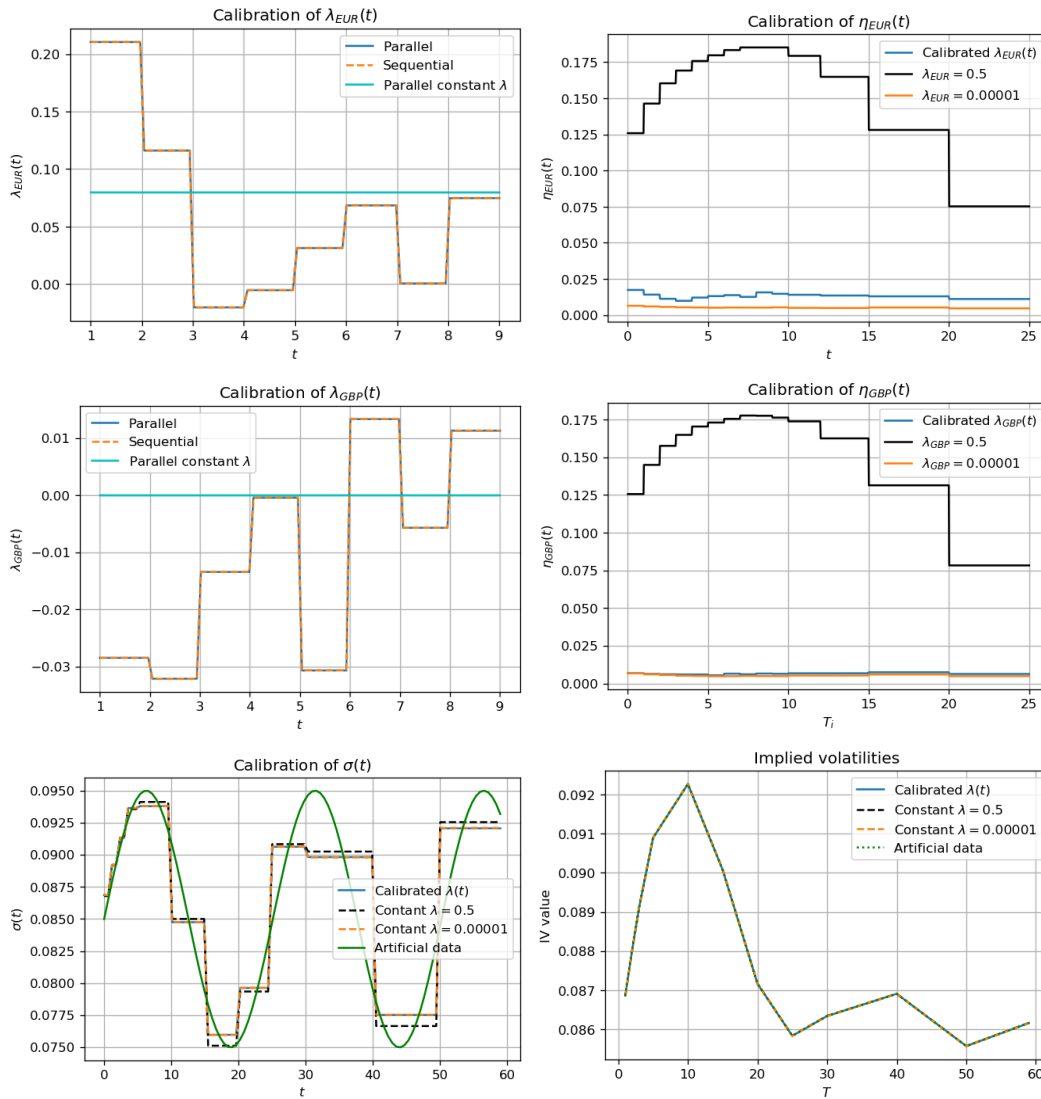 Calibration of λ_EUR(t)
0.20
0.15
0.10
0.05
0.00
λ_EUR(t)
Parallel
Sequential
Parallel constant λ
1 2 3 4 5 6 7 8 9
t
Calibration of η_EUR(t)
0.175
0.150
0.125
0.100
0.075
0.050
0.025
0.000
η_EUR(t)
Calibrated λ_EUR(t)
λ_EUR = 0.5
λ_EUR = 0.00001
0 5 10 15 20 25
t
Calibration of λ_GBP(t)
0.01
0.00
−0.01
−0.02
−0.03
λ_GBP(t)
Parallel
Sequential
Parallel constant λ
1 2 3 4 5 6 7 8 9
t
Calibration of η_GBP(t)
0.175
0.150
0.125
0.100
0.075
0.050
0.025
0.000
η_GBP(t)
Calibrated λ_GBP(t)
λ_GBP = 0.5
λ_GBP = 0.00001
0 5 10 15 20 25
T_i
Calibration of σ(t)
0.0950
0.0925
0.0900
0.0875
0.0850
0.0825
0.0800
0.0775
0.0750
σ(t)
Calibrated λ(t)
Contant λ = 0.5
Contant λ = 0.00001
Artificial data
0 10 20 30 40 50 60
t
Implied volatilities
0.092
0.091
0.090
0.089
0.088
0.087
0.086
IV value
Calibrated λ(t)
Constant λ = 0.5
Constant λ = 0.00001
Artificial data
0 10 20 30 40 50 60
T